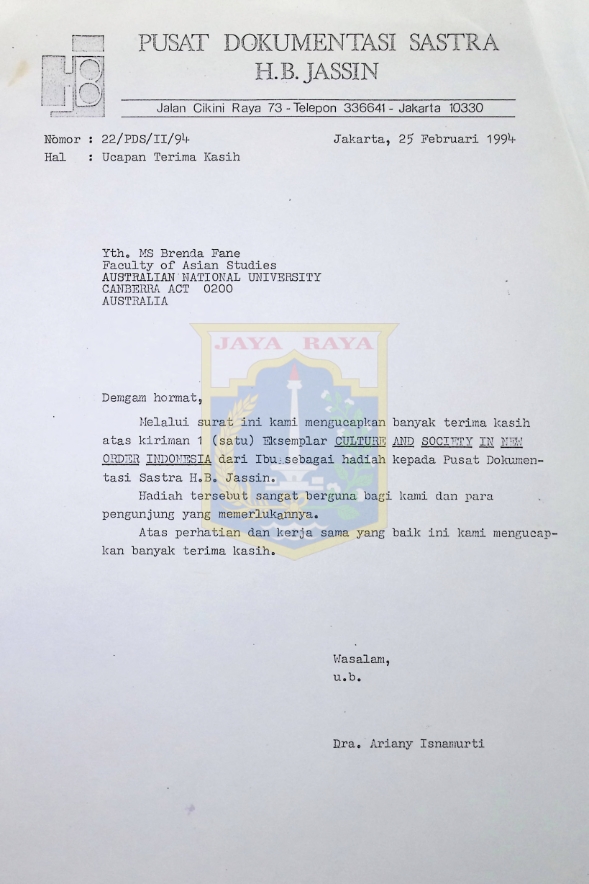 PUSAT DOKUMENTASI SASTRA
H.B. JASSIN
Jalan Cikini Raya 73 - Telepon 336641 - Jakarta 10330
Nomor : 22/PDS/II/94 Jakarta, 25 Februari 1994
Hal : Ucapan Terima Kasih
Yth. MS Brenda Fane
Faculty of Asian Studies
AUSTRALIAN NATIONAL UNIVERSITY
CANBERRA ACT 0200
AUSTRALIA
JAYA RAYA
Demgam hormat,
Melalui surat ini kami mengucapkan banyak terima kasih
atas kiriman 1 (satu) Eksemplar CULTURE AND SOCIETY IN NEW
ORDER INDONESIA dari Ibu sebagai hadiah kepada Pusat Dokumen-
tasi Sastra H.B. Jassin.
Hadiah tersebut sangat berguna bagi kami dan para
pengunjung yang memerlukannya.
Atas perhatian dan kerja sama yang baik ini kami mengucap-
kan banyak terima kasih.
Wasalam,
u.b.
Dra. Ariany Isnamurti